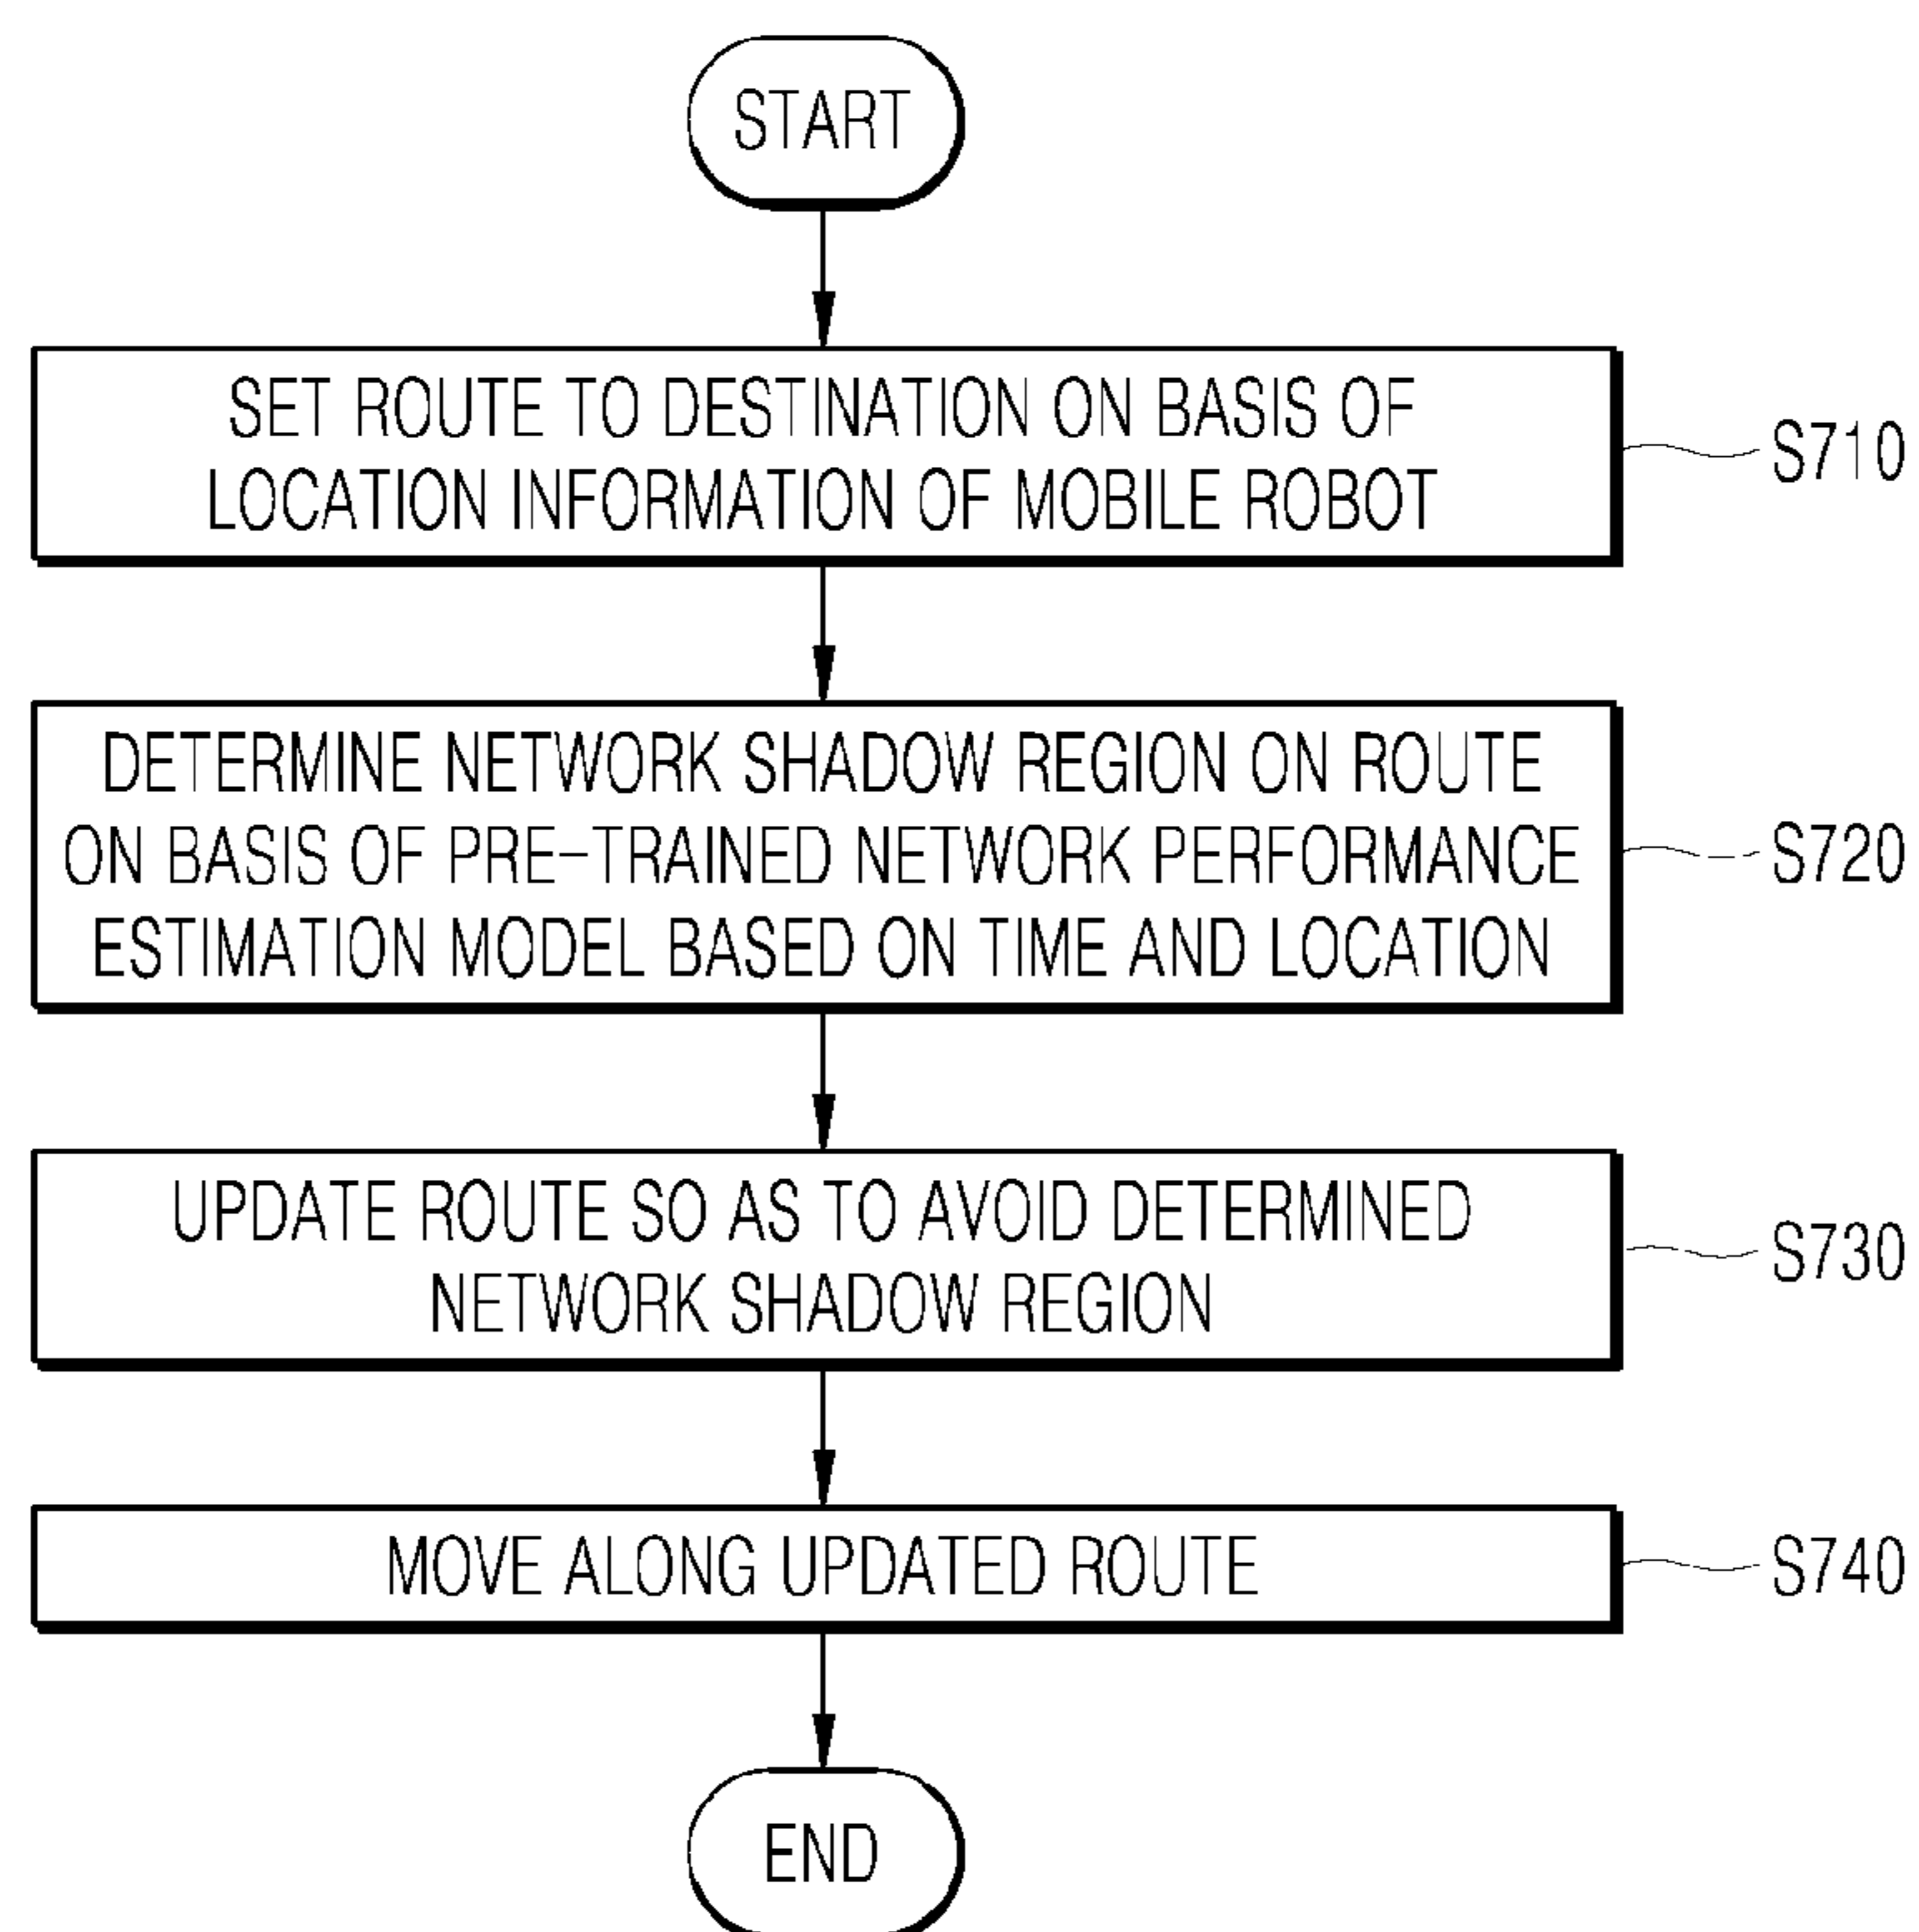 START
SET ROUTE TO DESTINATION ON BASIS OF
LOCATION INFORMATION OF MOBILE ROBOT
S710
DETERMINE NETWORK SHADOW REGION ON ROUTE
ON BASIS OF PRE-TRAINED NETWORK PERFORMANCE
ESTIMATION MODEL BASED ON TIME AND LOCATION
S720
UPDATE ROUTE SO AS TO AVOID DETERMINED
NETWORK SHADOW REGION
S730
MOVE ALONG UPDATED ROUTE
S740
END